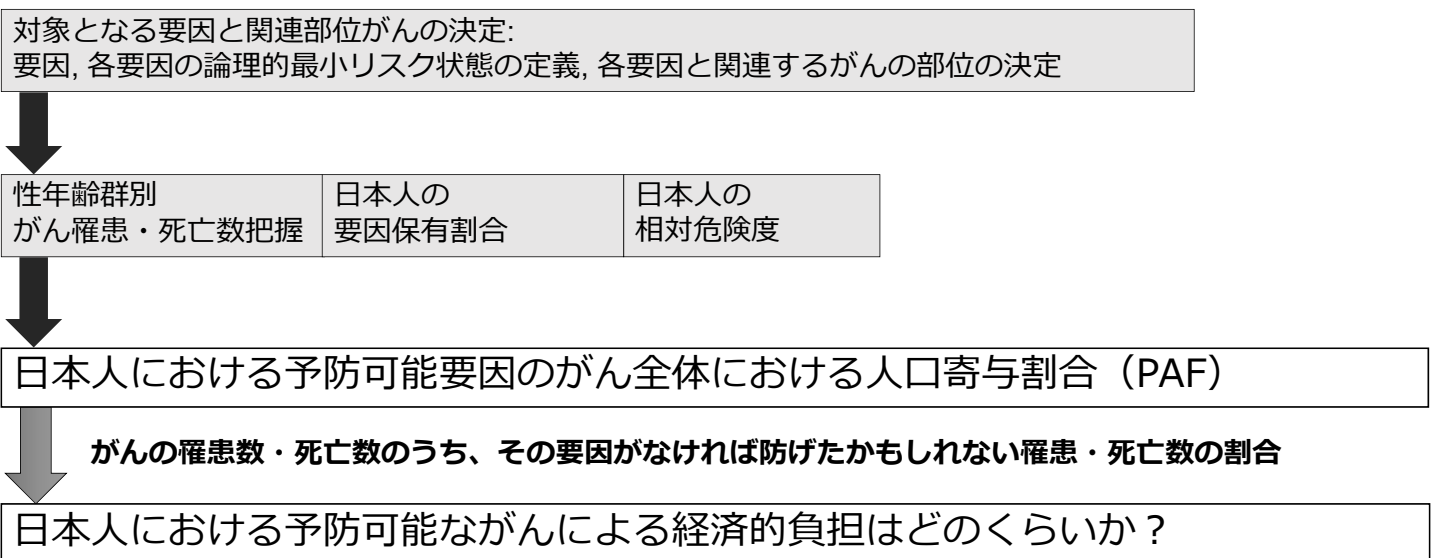 対象となる要因と関連部位がんの決定:
要因, 各要因の論理的最小リスク状態の定義, 各要因と関連するがんの部位の決定
性年齢群別
がん罹患・死亡数把握
日本人の
要因保有割合
日本人の
相対危険度
日本人における予防可能要因のがん全体における人口寄与割合（PAF）
がんの罹患数・死亡数のうち、その要因がなければ防げたかもしれない罹患・死亡数の割合
日本人における予防可能ながんによる経済的負担はどのくらいか？